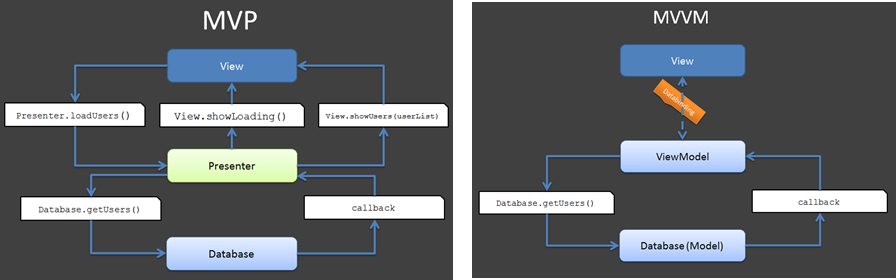 MVP
View
Presenter.loadUsers()
View.showLoading()
View.showUsers(userList)
Presenter
Database.getUsers()
callback
Database
MVVM
View
Databinding
ViewModel
Database.getUsers()
callback
Database(Model)